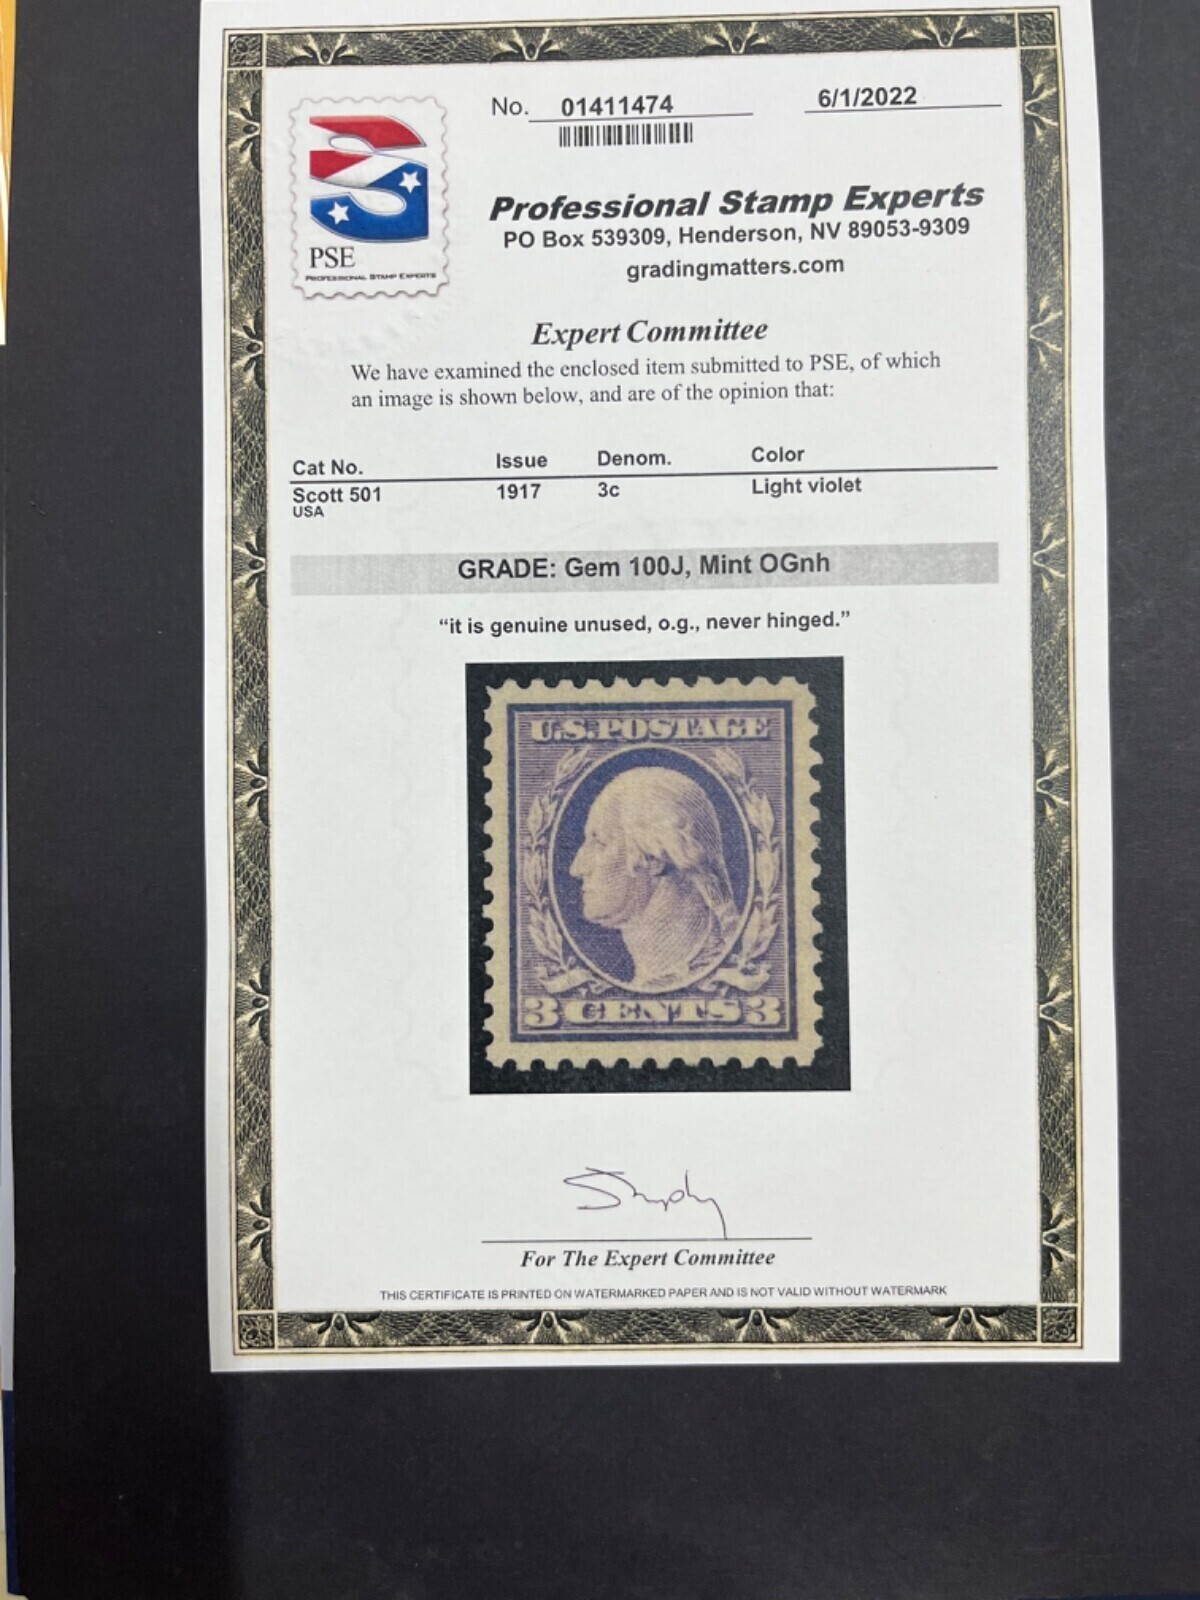 No. 01411474
6/1/2022
PSE
PROFESSIONAL STAMP EXPERTS
Professional Stamp Experts
PO Box 539309, Henderson, NV 89053-9309
gradingmatters.com
Expert Committee
We have examined the enclosed item submitted to PSE, of which
an image is shown below, and are of the opinion that:
Cat No. Issue Denom. Color
Scott 501 1917 3c Light violet
USA
GRADE: Gem 100J, Mint OGnh
“it is genuine unused, o.g., never hinged.”
U.S. POSTAGE
3 CENTS 3
For The Expert Committee
THIS CERTIFICATE IS PRINTED ON WATERMARKED PAPER AND IS NOT VALID WITHOUT WATERMARK